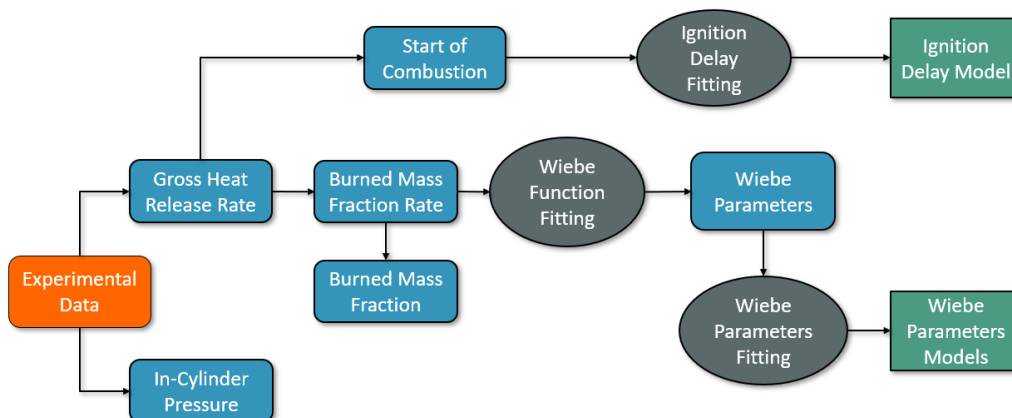 Start of
Combustion
Ignition
Delay
Fitting
Ignition
Delay Model
Gross Heat
Release Rate
Burned Mass
Fraction Rate
Wiebe
Function
Fitting
Wiebe
Parameters
Experimental
Data
Burned Mass
Fraction
Wiebe
Parameters
Fitting
Wiebe
Parameters
Models
In-Cylinder
Pressure